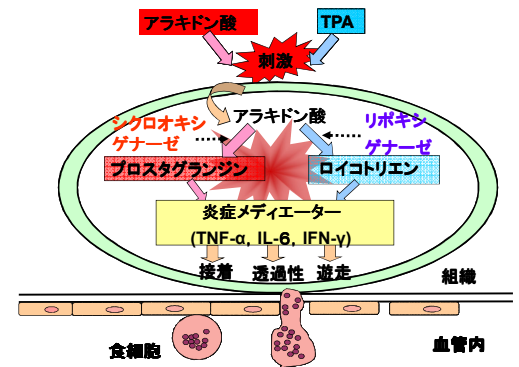 アラキドン酸
TPA
刺激
アラキドン酸
シクロオキシ
ゲナーゼ
リポキシ
ゲナーゼ
プロスタグランジン
ロイコトリエン
炎症メディエーター
(TNF-α, IL-6, IFN-γ)
接着 透過性 遊走
組織
食細胞
血管内